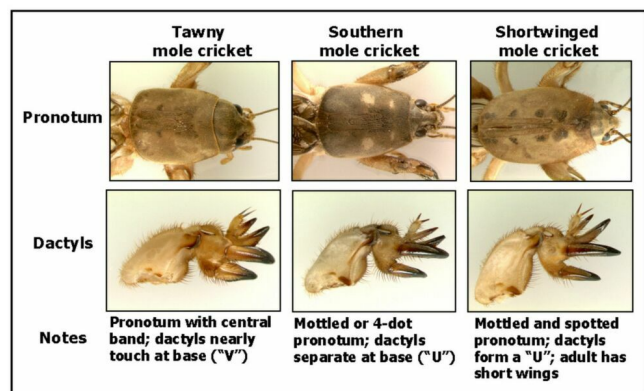 Tawny
mole cricket
Southern
mole cricket
Shortwinged
mole cricket
Pronotum
Dactyls
Notes
Pronotum with central
band; dactyls nearly
touch at base ("V")
Mottled or 4-dot
pronotum; dactyls
separate at base ("U")
Mottled and spotted
pronotum; dactyls
form a "U"; adult has
short wings